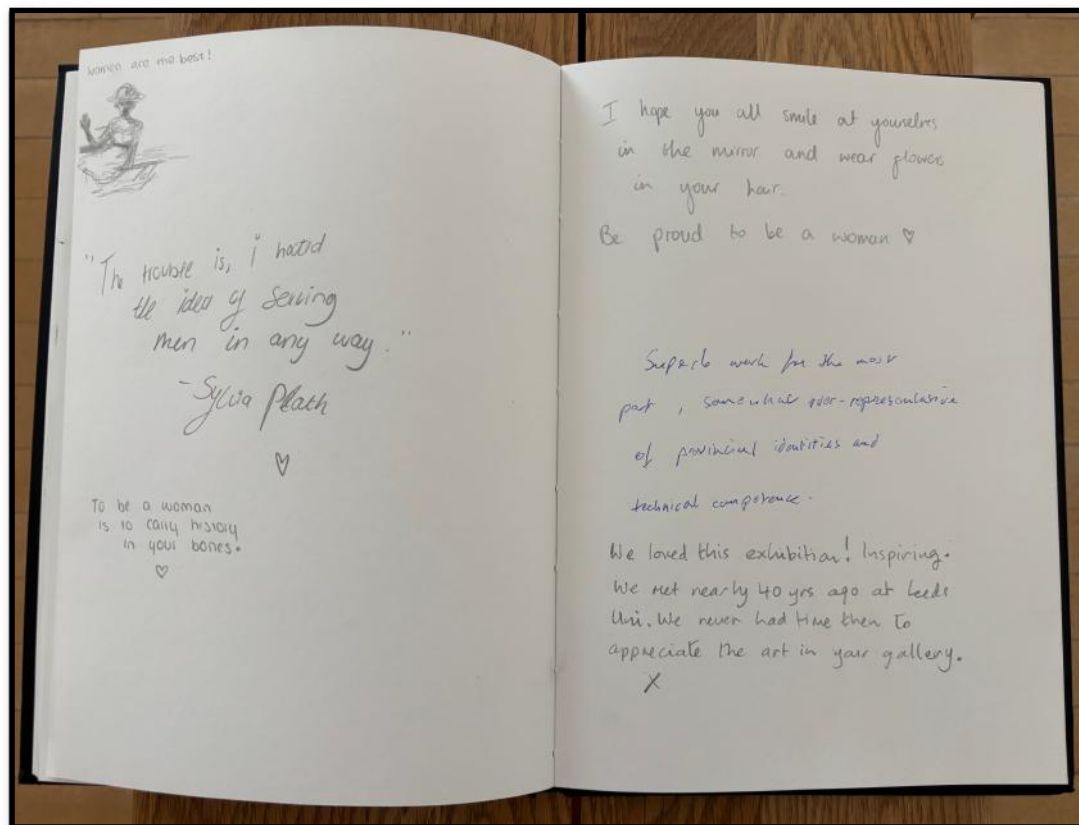 Women are the best!
"The trouble is, i hated
the idea of serving
men in any way."
- Sylvia Plath
To be a woman
is to carry history
in your bones.
I hope you all smile at yourselves
in the mirror and wear flowers
in your hair.
Be proud to be a woman ♡
Superb work for the most
part, somewhat over-representative
of provincial identities and
technical competence.
We loved this exhibition! Inspiring.
We met nearly 40 yrs ago at Leeds
Uni. We never had time then to
appreciate the art in your gallery.
X